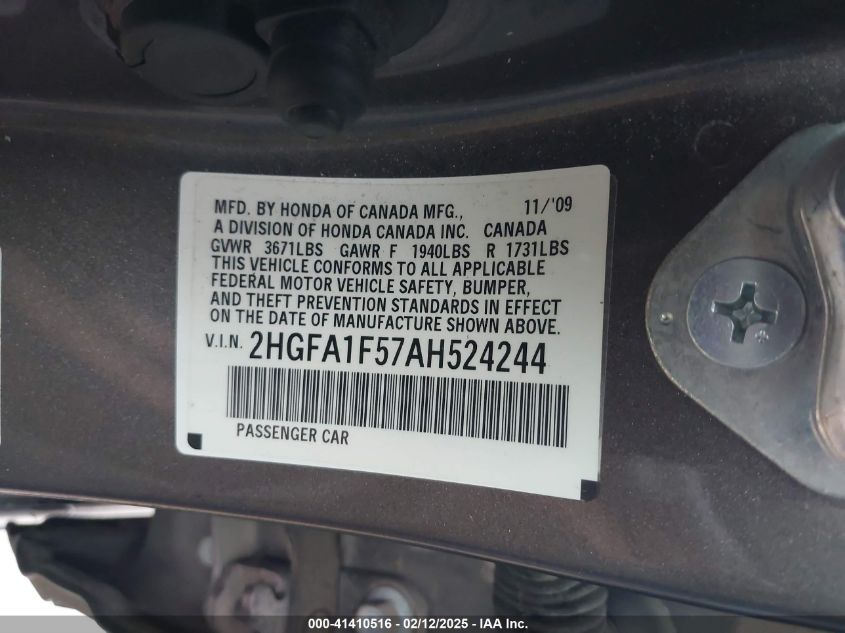 MFD. BY HONDA OF CANADA MFG., 11/'09
A DIVISION OF HONDA CANADA INC. CANADA
GVWR 3671LBS GAWR F 1940LBS R 1731LBS
THIS VEHICLE CONFORMS TO ALL APPLICABLE
FEDERAL MOTOR VEHICLE SAFETY, BUMPER,
AND THEFT PREVENTION STANDARDS IN EFFECT
ON THE DATE OF MANUFACTURE SHOWN ABOVE.
V.I.N. 2HGFA1F57AH524244
PASSENGER CAR
000-41410516 - 02/12/2025 - IAA Inc.